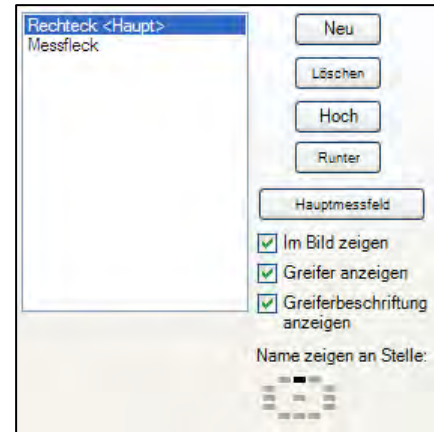 Rechteck <Haupt>
Messfleck
Neu
Löschen
Hoch
Runter
Hauptmessfeld
Im Bild zeigen
Greifer anzeigen
Greiferbeschriftung
anzeigen
Name zeigen an Stelle: